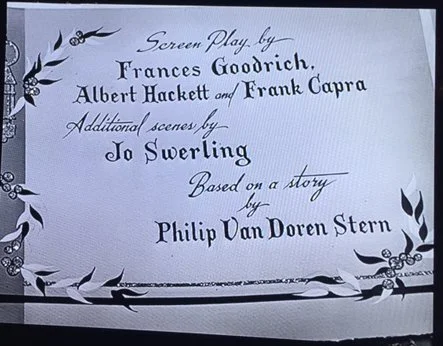 Screen Play by
Frances Goodrich,
Albert Hackett and Frank Capra
Additional scenes by
Jo Swerling
Based on a story
by
Philip Van Doren Stern